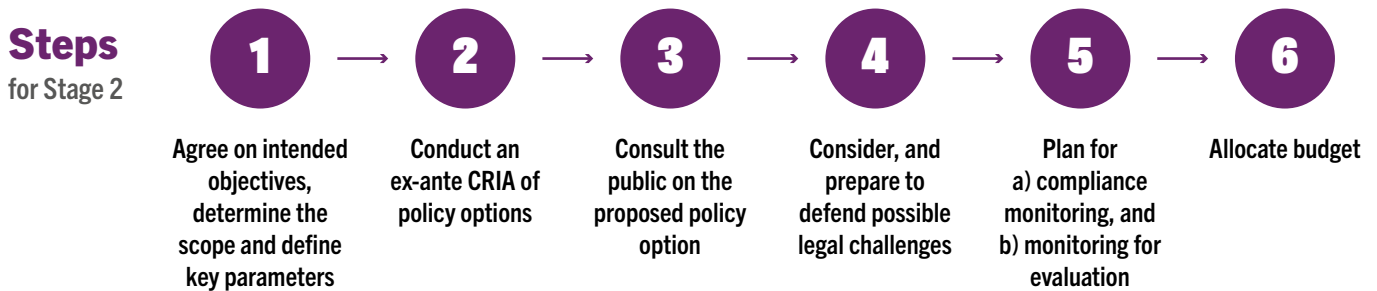 Steps
for Stage 2
1
Agree on intended
objectives,
determine the
scope and define
key parameters
2
Conduct an
ex-ante CRIA of
policy options
3
Consult the
public on the
proposed policy
option
4
Consider, and
prepare to
defend possible
legal challenges
5
Plan for
a) compliance
monitoring, and
b) monitoring for
evaluation
6
Allocate budget